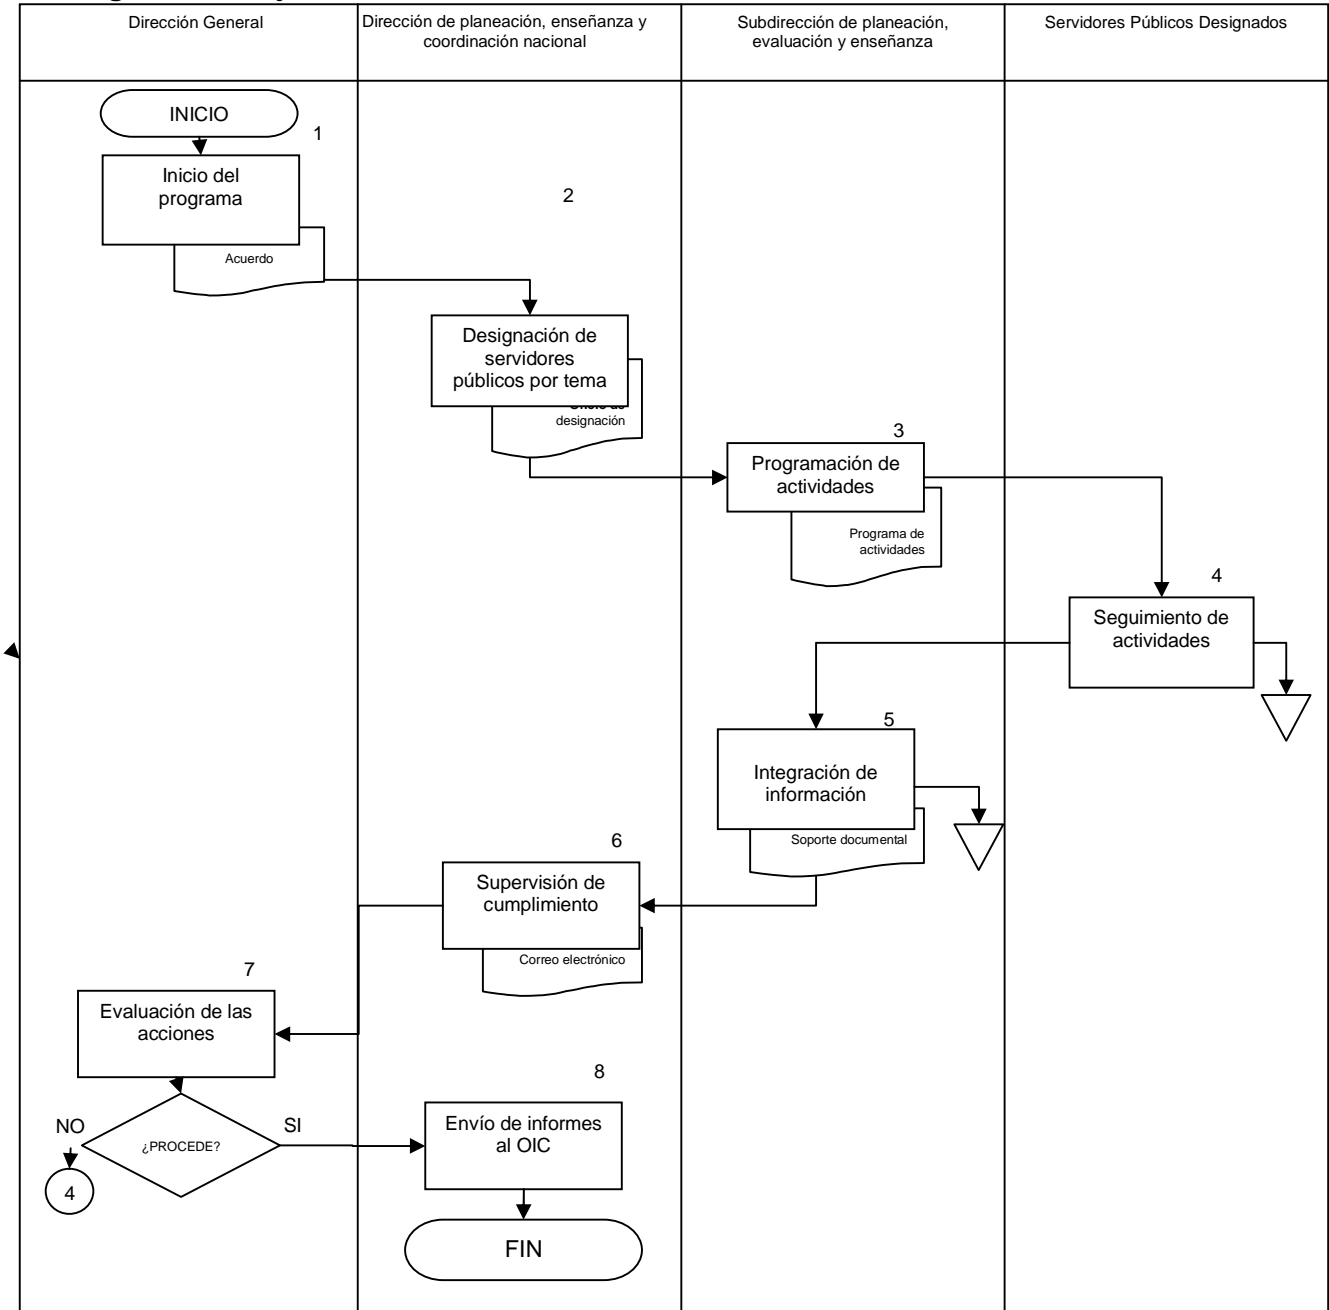 Dirección General
Dirección de planeación, enseñanza y
coordinación nacional
Subdirección de planeación,
evaluación y enseñanza
Servidores Públicos Designados
INICIO
1
Inicio del
programa
Acuerdo
2
Designación de
servidores
públicos por tema
designación
3
Programación de
actividades
Programa de
actividades
4
Seguimiento de
actividades
5
Integración de
información
Soporte documental
6
Supervisión de
cumplimiento
Correo electrónico
7
Evaluación de las
acciones
NO
¿PROCEDE?
SI
4
8
Envío de informes
al OIC
FIN